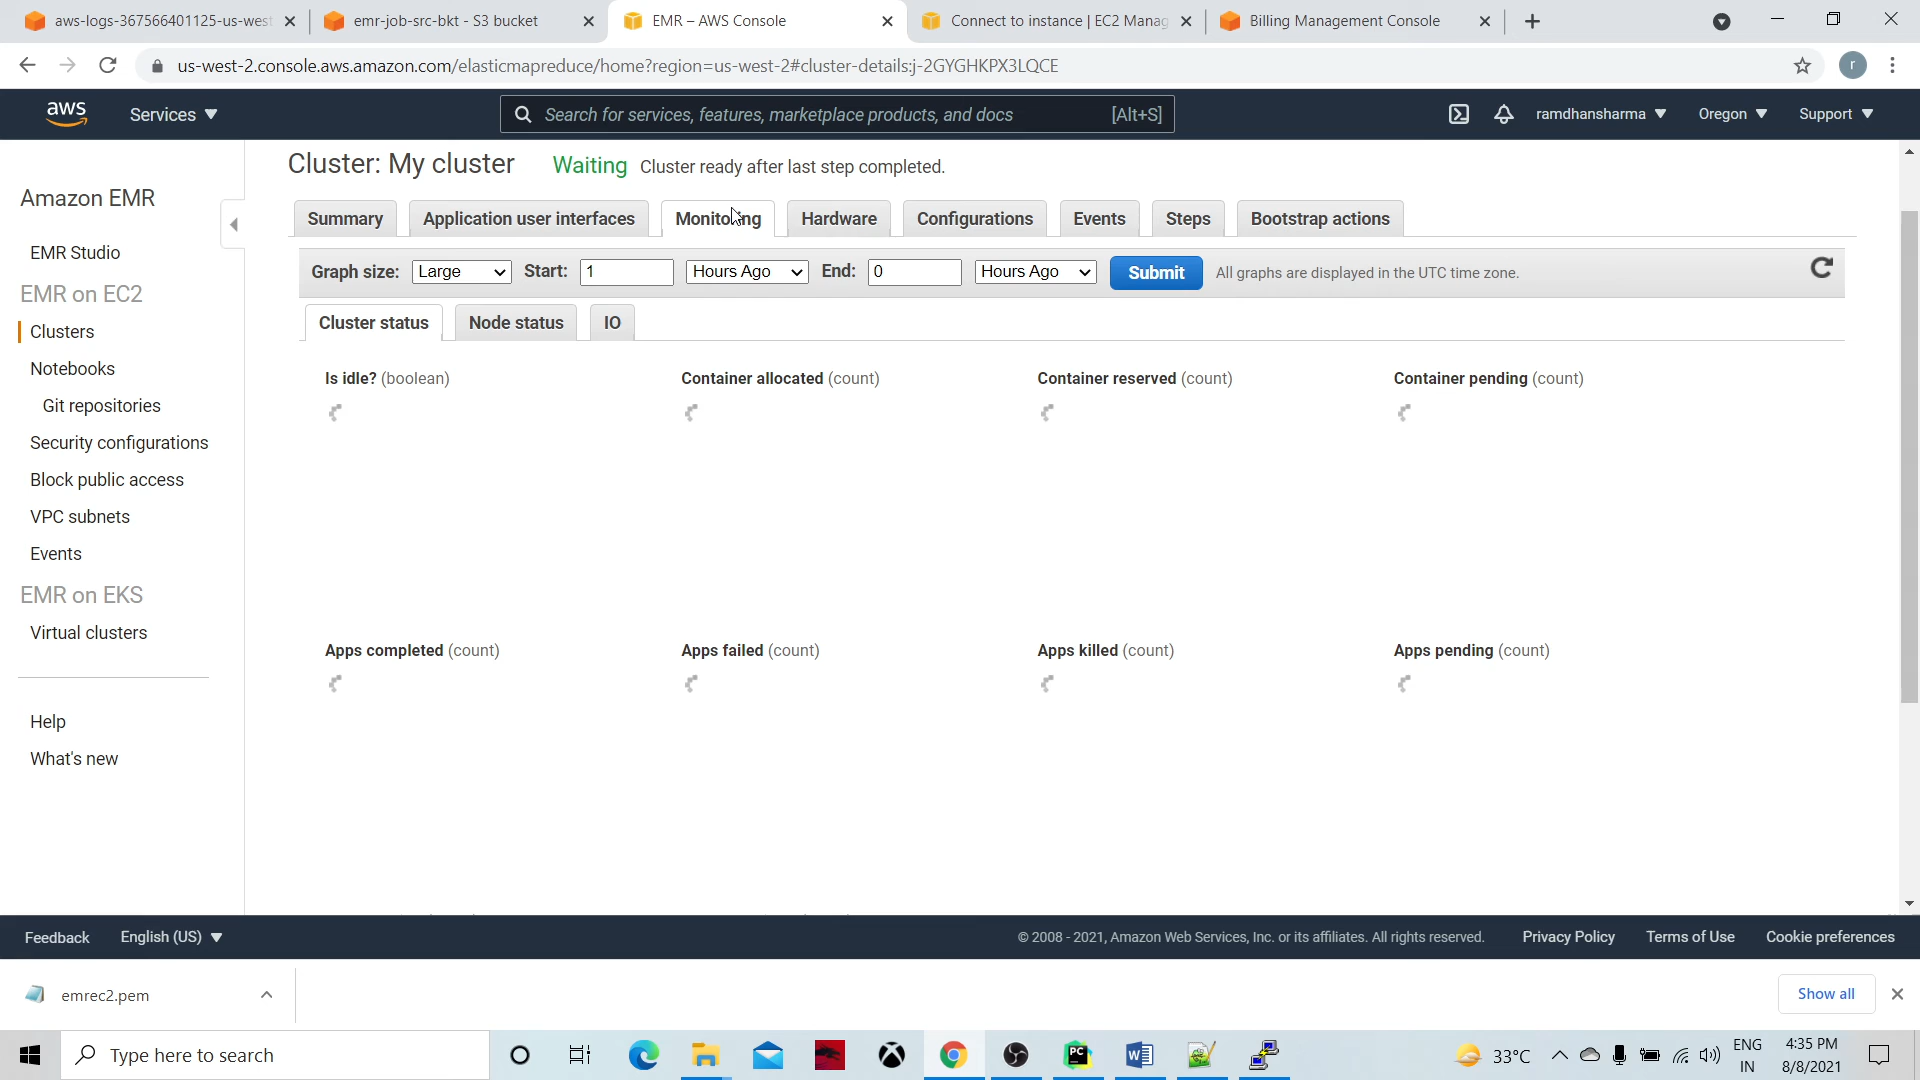 aws-logs-367566401125-us-west
emr-job-src-bkt - S3 bucket
EMR – AWS Console
Connect to instance | EC2 Manag
Billing Management Console
us-west-2.console.aws.amazon.com/elasticmapreduce/home?region=us-west-2#cluster-details:j-2GYGHKPX3LQCE
r
aws
Services
Search for services, features, marketplace products, and docs
[Alt+S]
ramdhansharma
Oregon
Support
Amazon EMR
EMR Studio
EMR on EC2
Clusters
Notebooks
Git repositories
Security configurations
Block public access
VPC subnets
Events
EMR on EKS
Virtual clusters
Help
What's new
Cluster: My cluster
Waiting
Cluster ready after last step completed.
Summary
Application user interfaces
Monitoring
Hardware
Configurations
Events
Steps
Bootstrap actions
Graph size:
Large
Start:
1
Hours Ago
End:
0
Hours Ago
Submit
All graphs are displayed in the UTC time zone.
Cluster status
Node status
IO
Is idle? (boolean)
Container allocated (count)
Container reserved (count)
Container pending (count)
Apps completed (count)
Apps failed (count)
Apps killed (count)
Apps pending (count)
Feedback
English (US)
© 2008 - 2021, Amazon Web Services, Inc. or its affiliates. All rights reserved.
Privacy Policy
Terms of Use
Cookie preferences
emrec2.pem
Show all
Type here to search
PC
33°C
ENG
IN
4:35 PM
8/8/2021